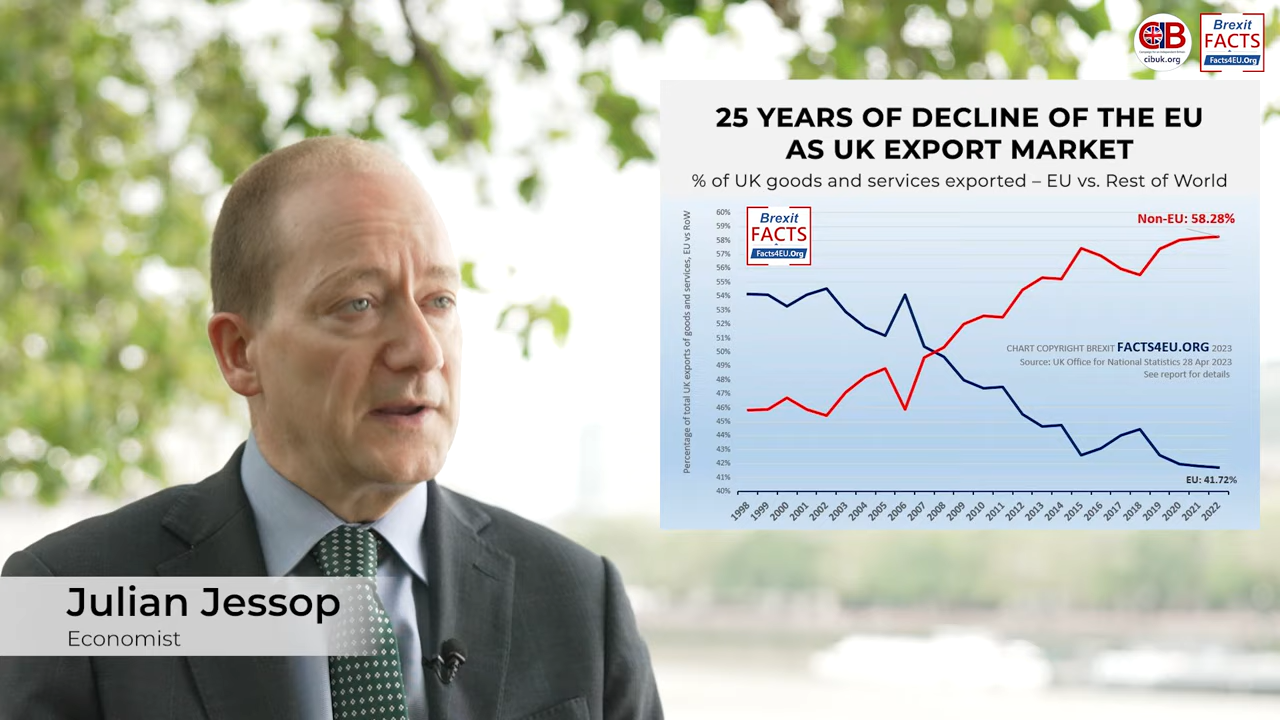 CIB
cibuk.org
Brexit
FACTS
Facts4EU.Org
25 YEARS OF DECLINE OF THE EU
AS UK EXPORT MARKET
% of UK goods and services exported – EU vs. Rest of World
Percentage of total UK exports of goods and services, EU vs RoW
60%
59%
58%
57%
56%
55%
54%
53%
52%
51%
50%
49%
48%
47%
46%
45%
44%
43%
42%
41%
40%
Brexit
FACTS
Facts4EU.Org
Non-EU: 58.28%
CHART COPYRIGHT BREXIT FACTS4EU.ORG 2023
Source: UK Office for National Statistics 28 Apr 2023
See report for details
EU: 41.72%
1998 1999 2000 2001 2002 2003 2004 2005 2006 2007 2008 2009 2010 2011 2012 2013 2014 2015 2016 2017 2018 2019 2020 2021 2022
Julian Jessop
Economist